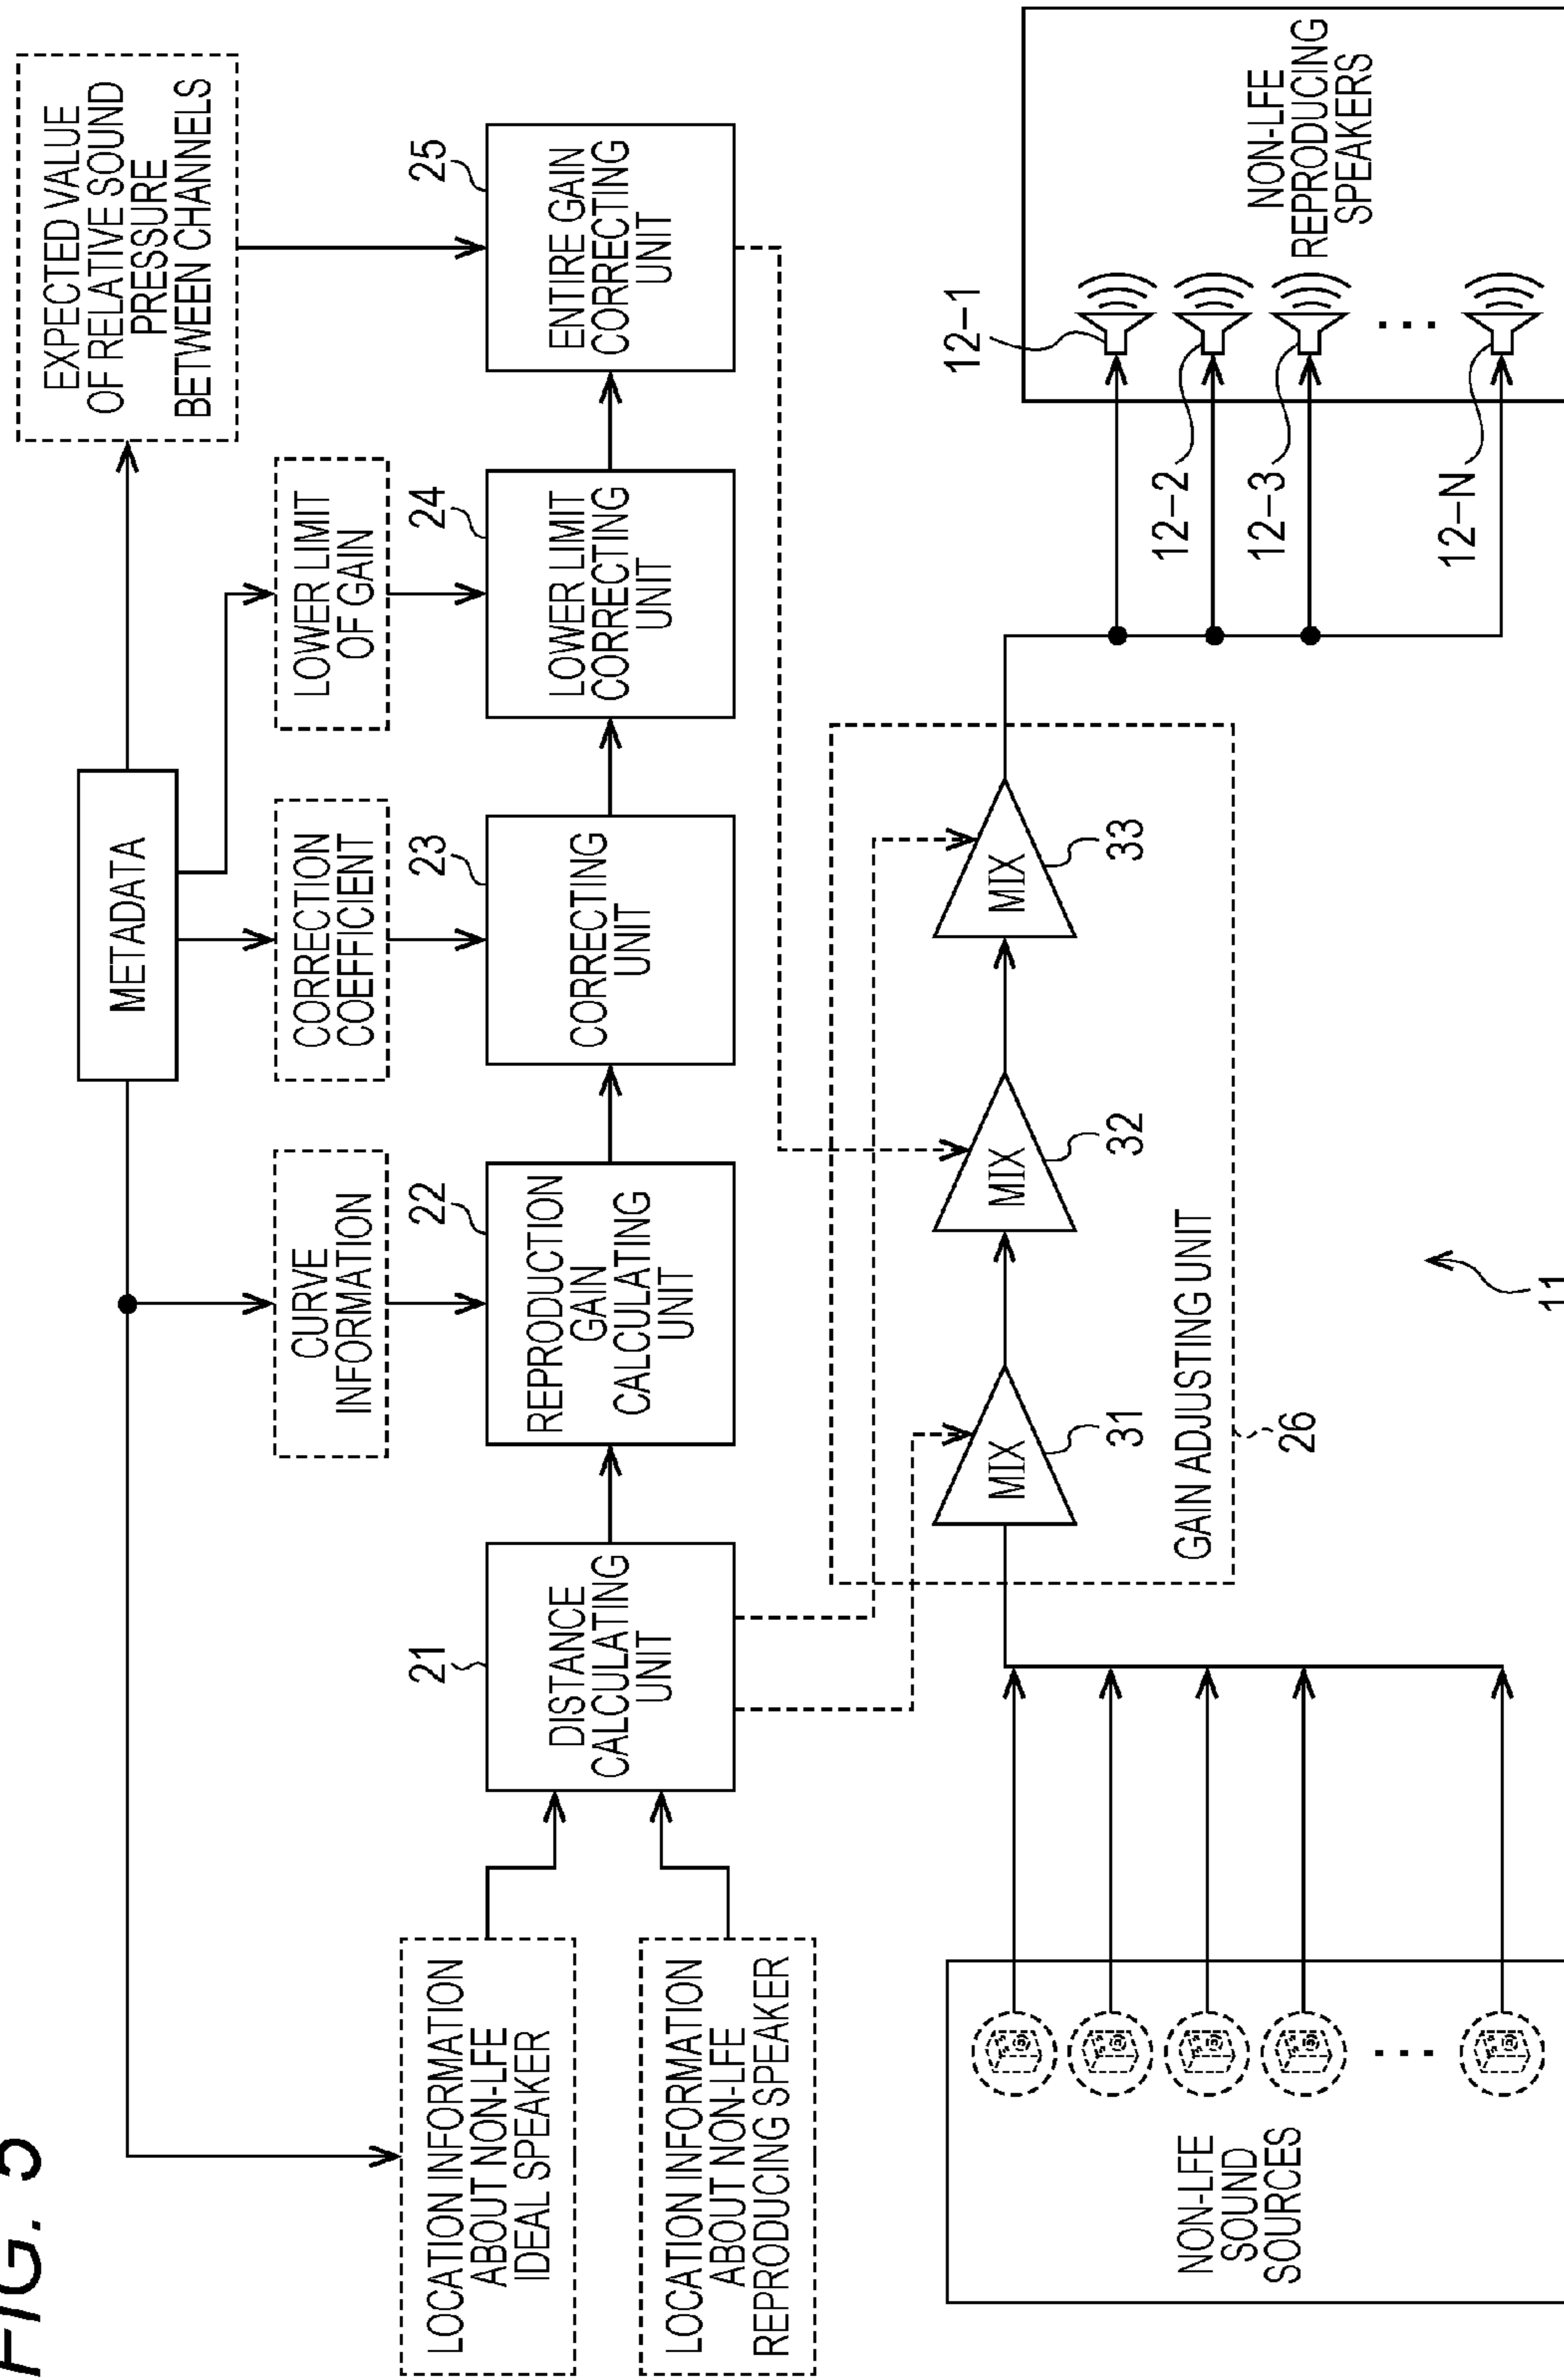 FIG. 5
METADATA
EXPECTED VALUE
OF RELATIVE SOUND
PRESSURE
BETWEEN CHANNELS
CURVE
INFORMATION
CORRECTION
COEFFICIENT
LOWER LIMIT
OF GAIN
LOCATION INFORMATION
ABOUT NON-LFE
IDEAL SPEAKER
LOCATION INFORMATION
ABOUT NON-LFE
REPRODUCING SPEAKER
21
DISTANCE
CALCULATING
UNIT
22
REPRODUCTION
GAIN
CALCULATING
UNIT
23
CORRECTING
UNIT
24
LOWER LIMIT
CORRECTING
UNIT
25
ENTIRE GAIN
CORRECTING
UNIT
MIX
31
MIX
32
MIX
33
GAIN ADJUSTING UNIT
26
NON-LFE
SOUND
SOURCES
...
12-1
12-2
12-3
12-N
...
NON-LFE
REPRODUCING
SPEAKERS
11